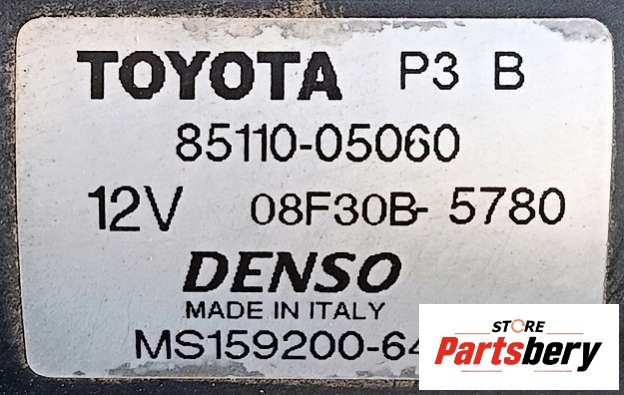 TOYOTA P3 B
85110-05060
12V 08F30B- 5780
DENSO
MADE IN ITALY
MS159200-64
STORE
Partsbery